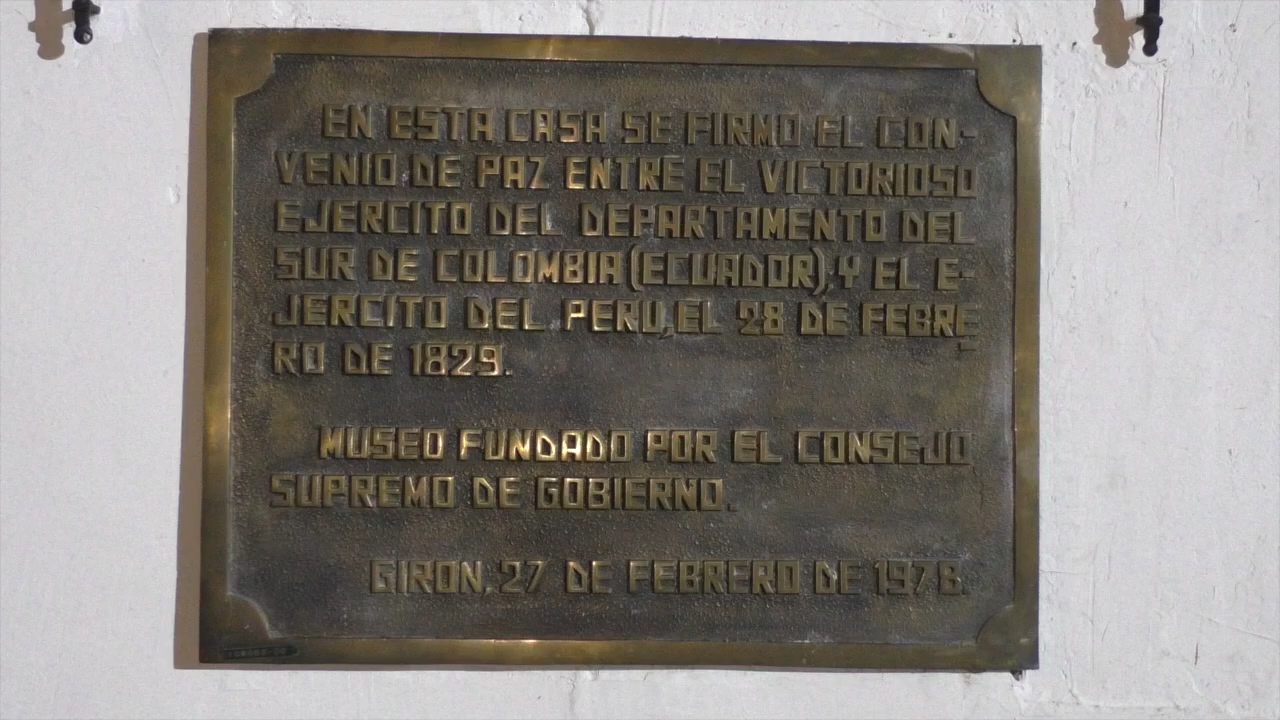 EN ESTA CASA SE FIRMO EL CON-
VENIO DE PAZ ENTRE EL VICTORIOSO
EJERCITO DEL DEPARTAMENTO DEL
SUR DE COLOMBIA (ECUADOR), Y EL E-
JERCITO DEL PERU, EL 28 DE FEBRE
RO DE 1829.
MUSEO FUNDADO POR EL CONSEJO
SUPREMO DE GOBIERNO.
GIRON, 27 DE FEBRERO DE 1978.